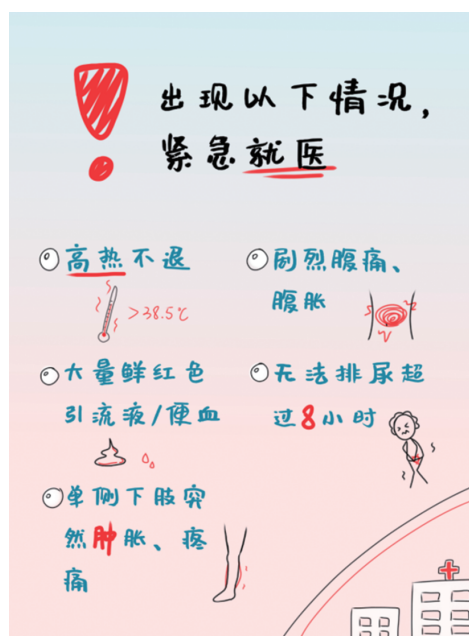 出现以下情况，
紧急就医
高热不退
>38.5℃
剧烈腹痛、
腹胀
大量鲜红色
引流液/便血
无法排尿超
过8小时
单侧下肢突
然肿胀、疼
痛